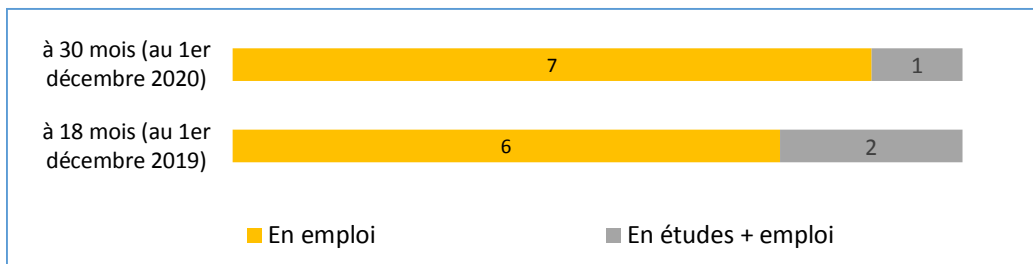 à 30 mois (au 1er
décembre 2020)
7
1
à 18 mois (au 1er
décembre 2019)
6
2
En emploi
En études + emploi